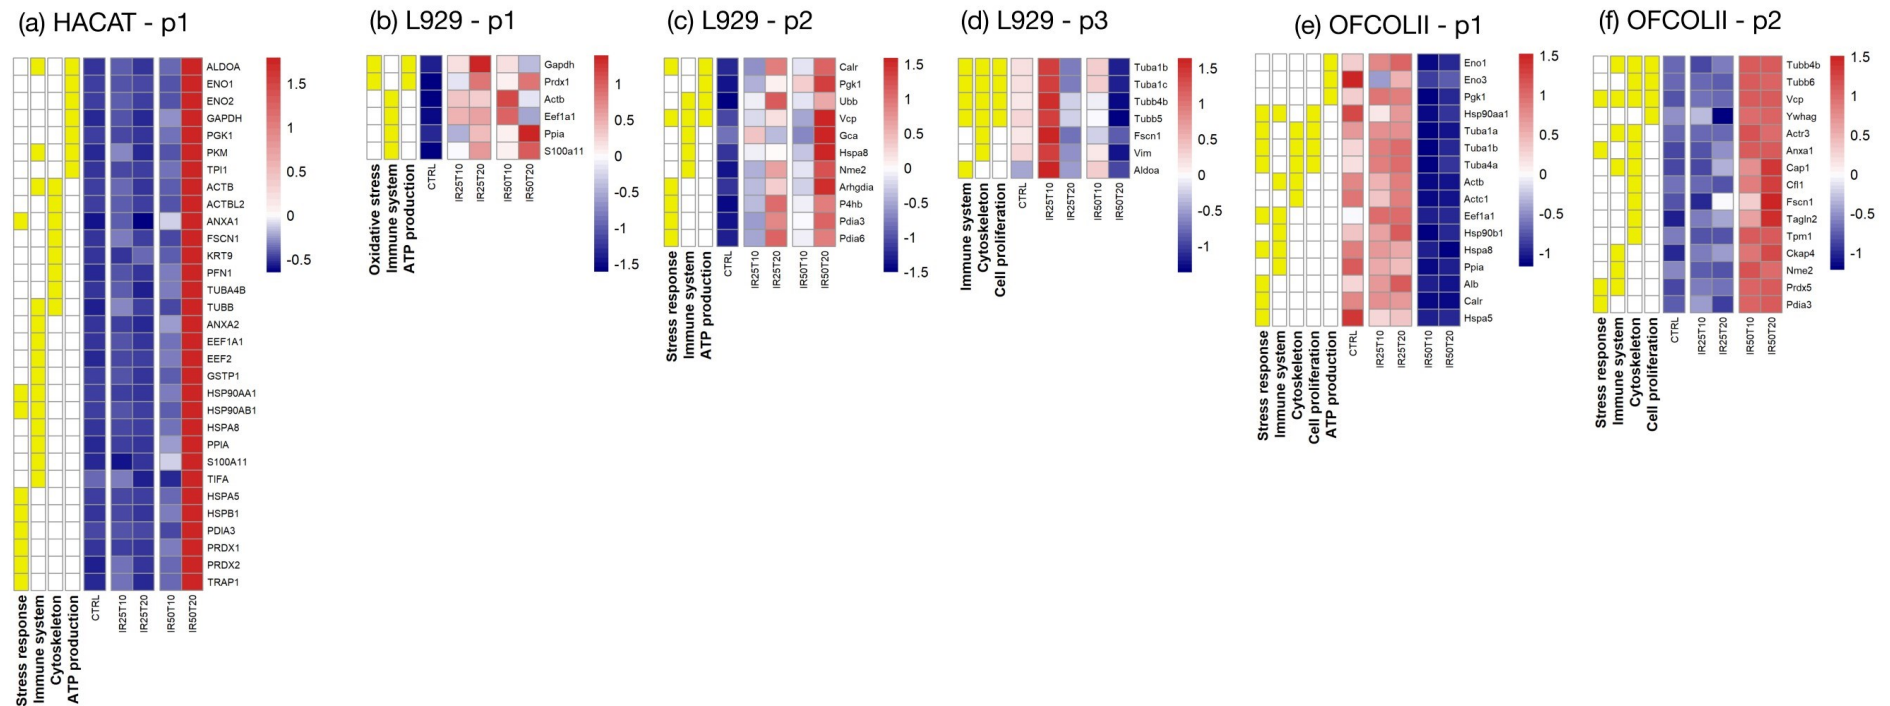 (a) HACAT - p1
ALDOA
ENO1
ENO2
GAPDH
PGK1
PKM
TPI1
ACTB
ACTBL2
ANXA1
FSCN1
KRT9
PFN1
TUBA4B
TUBB
ANXA2
EEF1A1
EEF2
GSTP1
HSP90AA1
HSP90AB1
HSPA8
PPIA
S100A11
TIFA
HSPA5
HSPB1
PDIA3
PRDX1
PRDX2
TRAP1
1.5
1
0.5
0
-0.5
Stress response
Immune system
Cytoskeleton
ATP production
CTRL
IR25T10
IR25T20
IR50T10
IR50T20
(b) L929 - p1
Gapdh
Prdx1
Actb
Eef1a1
Ppia
S100a11
1
0.5
0
-0.5
-1
-1.5
Oxidative stress
Immune system
ATP production
CTRL
IR25T10
IR25T20
IR50T10
IR50T20
(c) L929 - p2
Calr
Pgk1
Ubb
Vcp
Gca
Hspa8
Nme2
Arhgdia
P4hb
Pdia3
Pdia6
1.5
1
0.5
0
-0.5
-1
-1.5
Stress response
Immune system
ATP production
CTRL
IR25T10
IR25T20
IR50T10
IR50T20
(d) L929 - p3
Tuba1b
Tuba1c
Tubb4b
Tubb5
Fscn1
Vim
Aldoa
1.5
1
0.5
0
-0.5
-1
Immune system
Cytoskeleton
Cell proliferation
CTRL
IR25T10
IR25T20
IR50T10
IR50T20
(e) OFCOLII - p1
Eno1
Eno3
Pgk1
Hsp90aa1
Tuba1a
Tuba1b
Tuba4a
Actb
Actc1
Eef1a1
Hsp90b1
Hspa8
Ppia
Alb
Calr
Hspa5
1.5
1
0.5
0
-0.5
-1
Stress response
Immune system
Cytoskeleton
Cell proliferation
ATP production
CTRL
IR25T10
IR25T20
IR50T10
IR50T20
(f) OFCOLII - p2
Tubb4b
Tubb6
Vcp
Ywhag
Actr3
Anxa1
Cap1
Cfl1
Fscn1
Tagln2
Tpm1
Ckap4
Nme2
Prdx5
Pdia3
1.5
1
0.5
0
-0.5
-1
Stress response
Immune system
Cytoskeleton
Cell proliferation
CTRL
IR25T10
IR25T20
IR50T10
IR50T20